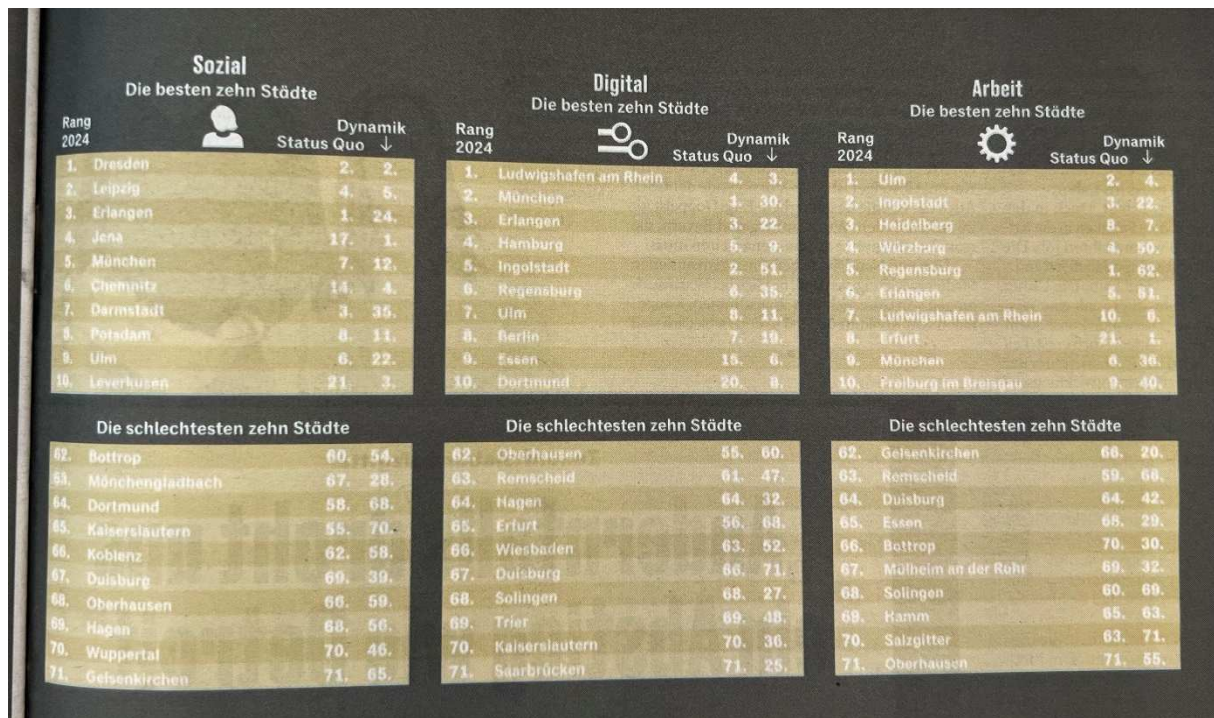 Sozial
Die besten zehn Städte
Rang 2024 Status Quo Dynamik ↓
1. Dresden 2. 2.
2. Leipzig 4. 5.
3. Erlangen 1. 24.
4. Jena 17. 1.
5. München 7. 12.
6. Chemnitz 14. 4.
7. Darmstadt 3. 35.
8. Potsdam 8. 11.
9. Ulm 6. 22.
10. Leverkusen 21. 3.
Die schlechtesten zehn Städte
62. Bottrop 60. 54.
63. Mönchengladbach 67. 28.
64. Dortmund 58. 68.
65. Kaiserslautern 55. 70.
66. Koblenz 62. 58.
67. Duisburg 69. 39.
68. Oberhausen 66. 59.
69. Hagen 68. 56.
70. Wuppertal 70. 46.
71. Gelsenkirchen 71. 65.
Digital
Die besten zehn Städte
Rang 2024 Status Quo Dynamik ↓
1. Ludwigshafen am Rhein 4. 3.
2. München 1. 30.
3. Erlangen 3. 22.
4. Hamburg 5. 9.
5. Ingolstadt 2. 51.
6. Regensburg 6. 35.
7. Ulm 8. 11.
8. Berlin 7. 19.
9. Essen 15. 6.
10. Dortmund 20. 8.
Die schlechtesten zehn Städte
62. Oberhausen 55. 60.
63. Remscheid 61. 47.
64. Hagen 64. 32.
65. Erfurt 56. 68.
66. Wiesbaden 63. 52.
67. Duisburg 66. 71.
68. Solingen 68. 27.
69. Trier 69. 48.
70. Kaiserslautern 70. 36.
71. Saarbrücken 71. 25.
Arbeit
Die besten zehn Städte
Rang 2024 Status Quo Dynamik ↓
1. Ulm 2. 4.
2. Ingolstadt 3. 22.
3. Heidelberg 8. 7.
4. Würzburg 4. 50.
5. Regensburg 1. 62.
6. Erlangen 5. 51.
7. Ludwigshafen am Rhein 10. 6.
8. Erfurt 21. 1.
9. München 6. 36.
10. Freiburg im Breisgau 9. 40.
Die schlechtesten zehn Städte
62. Gelsenkirchen 66. 20.
63. Remscheid 59. 68.
64. Duisburg 64. 42.
65. Essen 68. 29.
66. Bottrop 70. 30.
67. Mülheim an der Ruhr 69. 32.
68. Solingen 60. 69.
69. Hamm 65. 63.
70. Salzgitter 63. 71.
71. Oberhausen 71. 55.